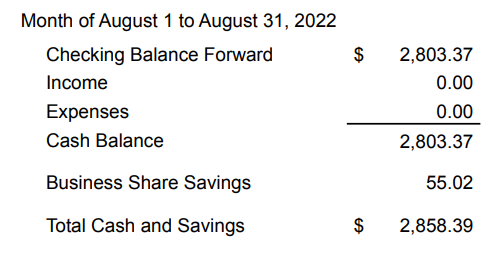 Month of August 1 to August 31, 2022
Checking Balance Forward $ 2,803.37
Income 0.00
Expenses 0.00
Cash Balance 2,803.37
Business Share Savings 55.02
Total Cash and Savings $ 2,858.39